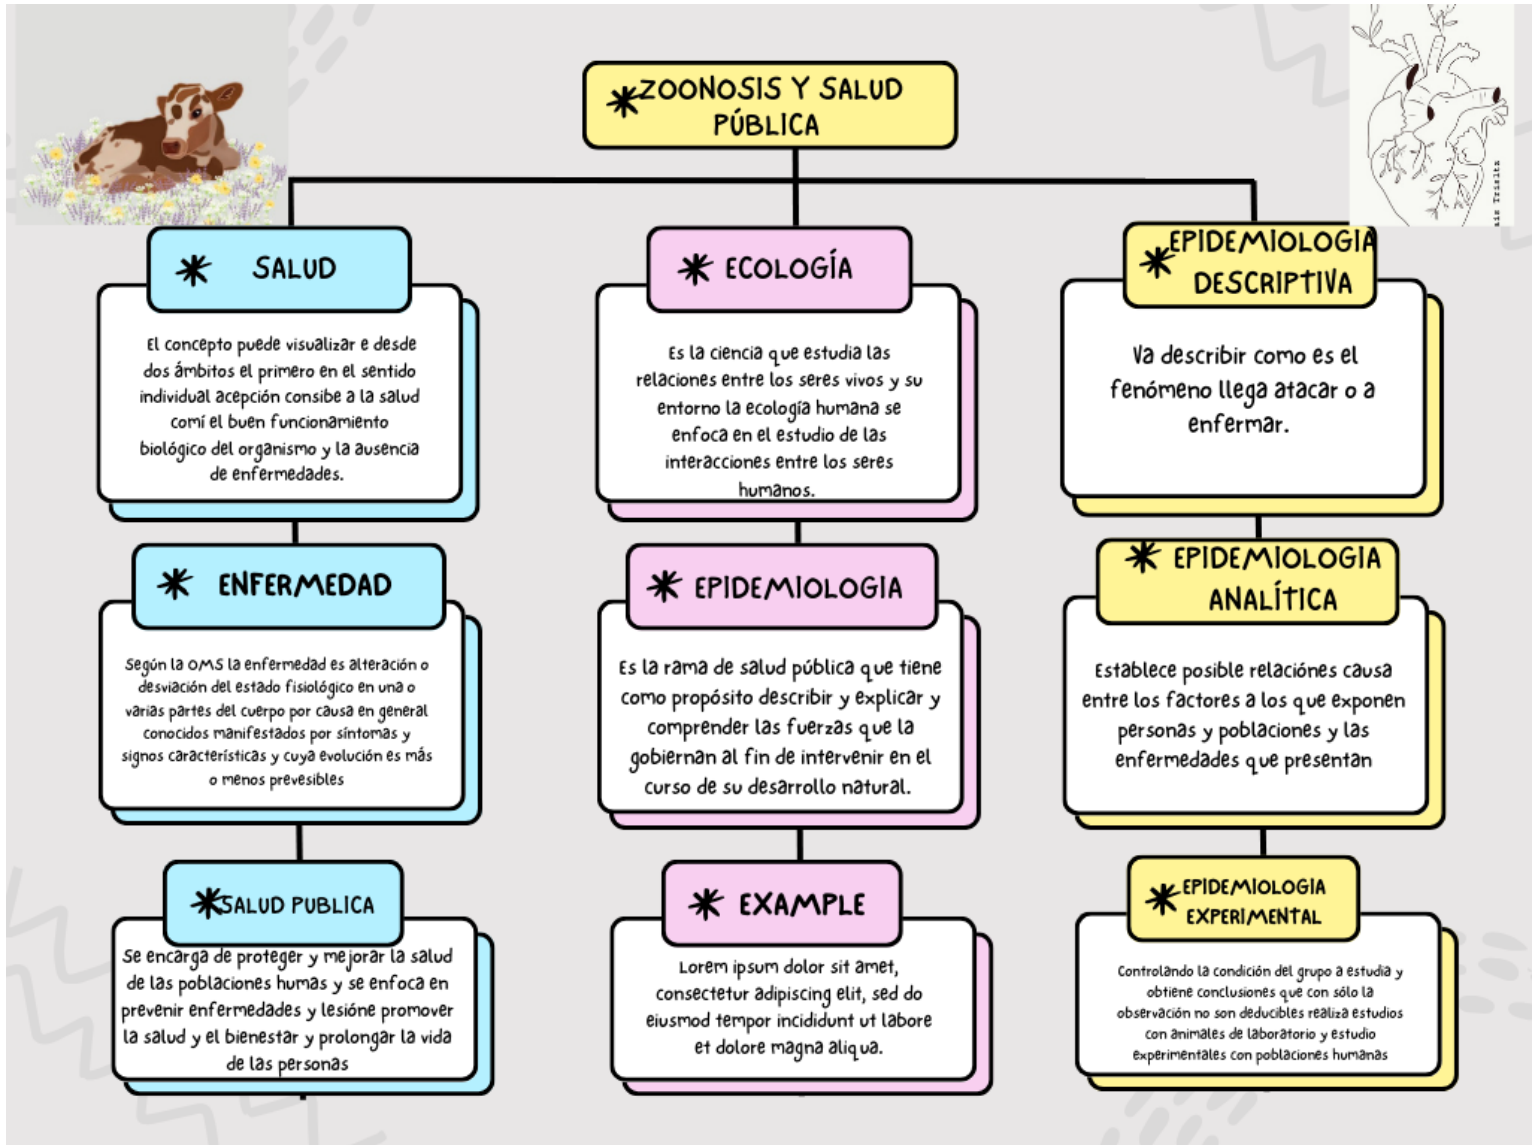 ZOONOSIS Y SALUD
PÚBLICA
SALUD
El concepto puede visualizar e desde
dos ámbitos el primero en el sentido
individual acepción consibe a la salud
comí el buen funcionamiento
biológico del organismo y la ausencia
de enfermedades.
ENFERMEDAD
Según la OMS la enfermedad es alteración o
desviación del estado fisiológico en una o
varias partes del cuerpo por causa en general
conocidos manifestados por síntomas y
signos características y cuya evolución es más
o menos prevesibles
SALUD PUBLICA
Se encarga de proteger y mejorar la salud
de las poblaciones humas y se enfoca en
prevenir enfermedades y lesióne promover
la salud y el bienestar y prolongar la vida
de las personas
ECOLOGÍA
Es la ciencia que estudia las
relaciones entre los seres vivos y su
entorno la ecología humana se
enfoca en el estudio de las
interacciones entre los seres
humanos.
EPIDEMIOLOGIA
Es la rama de salud pública que tiene
como propósito describir y explicar y
comprender las fuerzas que la
gobiernan al fin de intervenir en el
curso de su desarrollo natural.
EXAMPLE
Lorem ipsum dolor sit amet,
consectetur adipiscing elit, sed do
eiusmod tempor incididunt ut labore
et dolore magna aliqua.
EPIDEMIOLOGIA
DESCRIPTIVA
Va describir como es el
fenómeno llega atacar o a
enfermar.
EPIDEMIOLOGIA
ANALÍTICA
Establece posible relaciónes causa
entre los factores a los que exponen
personas y poblaciones y las
enfermedades que presentan
EPIDEMIOLOGIA
EXPERIMENTAL
Controlando la condición del grupo a estudia y
obtiene conclusiones que con sólo la
observación no son deducibles realiza estudios
con animales de laboratorio y estudio
experimentales con poblaciones humanas